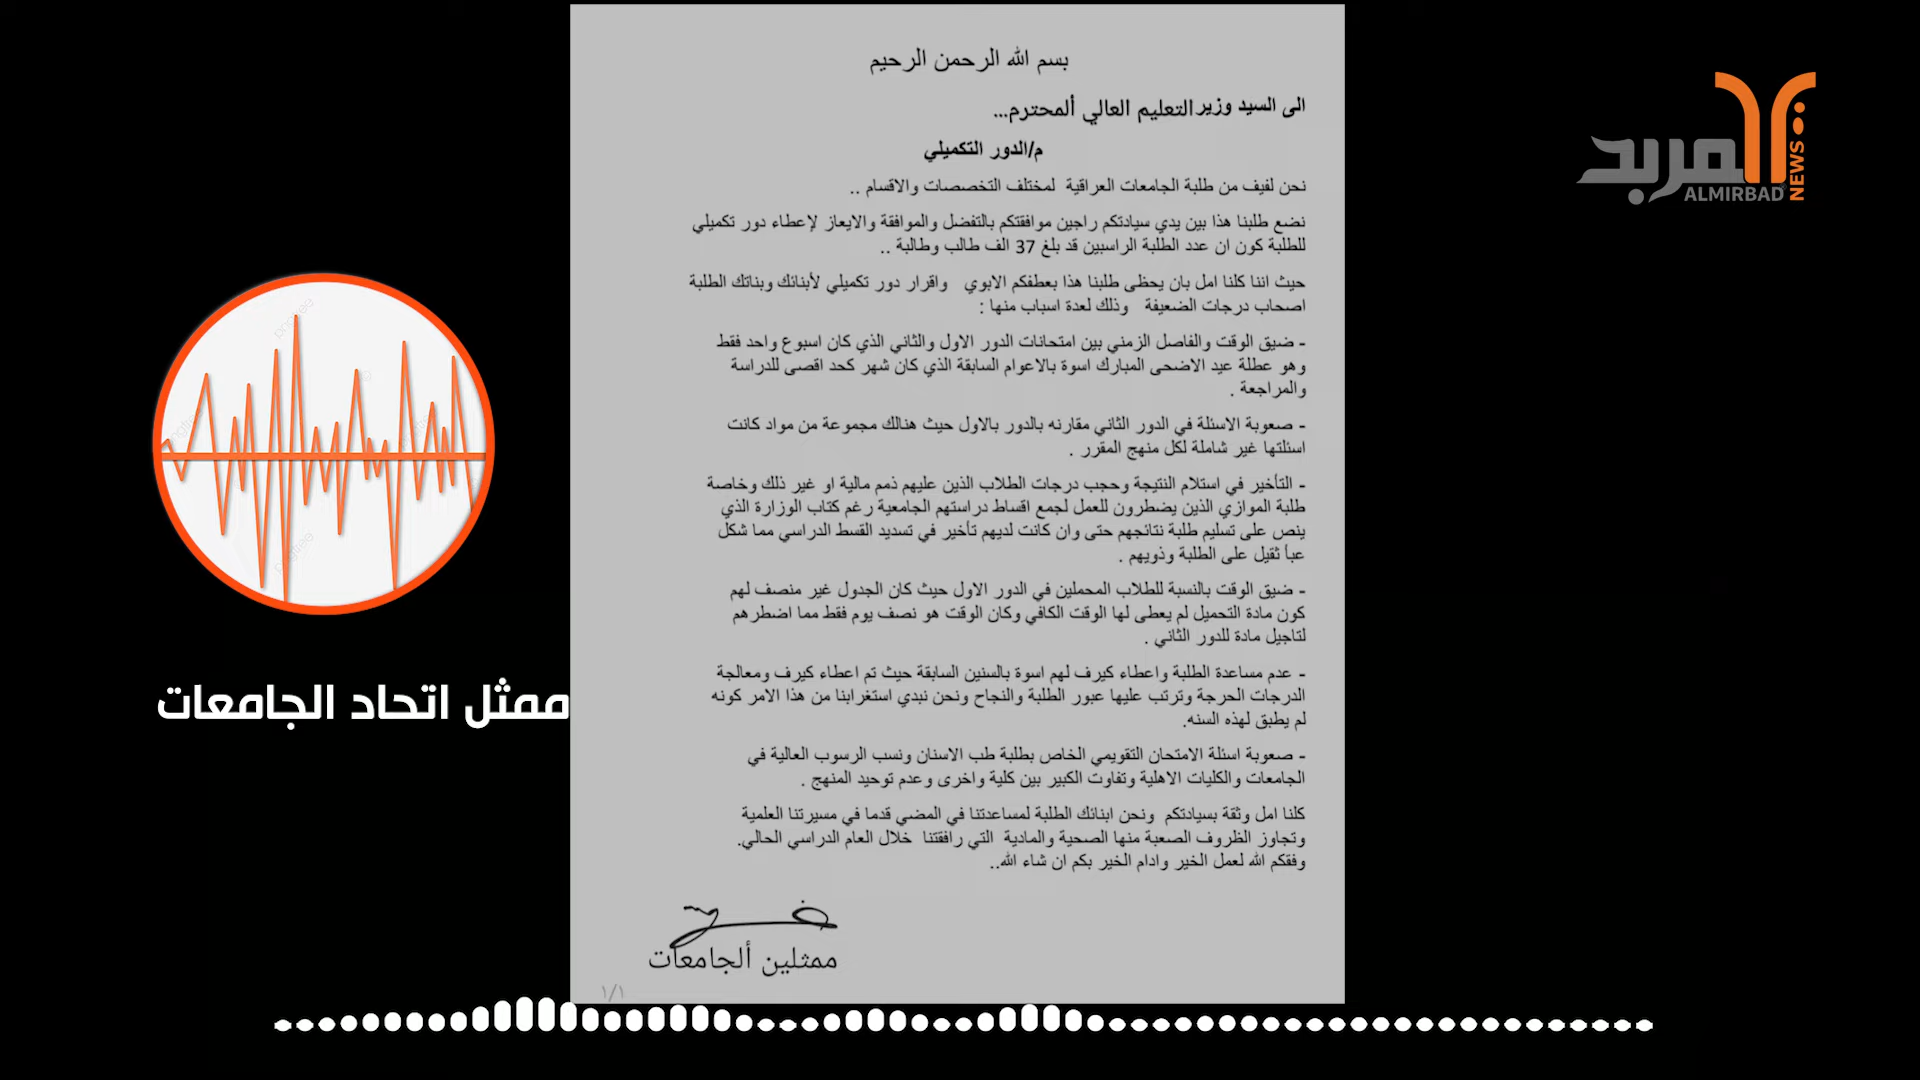 بسم الله الرحمن الرحيم
الى السيد وزير التعليم العالي ألمحترم...
م/الدور التكميلي
نحن لفيف من طلبة الجامعات العراقية لمختلف التخصصات والاقسام ..
نضع طلبنا هذا بين يدي سيادتكم راجين موافقتكم بالتفضل والموافقة والايعاز لإعطاء دور تكميلي
للطلبة كون ان عدد الطلبة الراسبين قد بلغ 37 الف طالب وطالبة ..
حيث اننا كلنا امل بان يحظى طلبنا هذا بعطفكم الابوي واقرار دور تكميلي لأبنائك وبناتك الطلبة
اصحاب درجات الضعيفة وذلك لعدة اسباب منها :
- ضيق الوقت والفاصل الزمني بين امتحانات الدور الاول والثاني الذي كان اسبوع واحد فقط
وهو عطلة عيد الاضحى المبارك اسوة بالاعوام السابقة الذي كان شهر كحد اقصى للدراسة
والمراجعة .
- صعوبة الاسئلة في الدور الثاني مقارنه بالدور بالاول حيث هنالك مجموعة من مواد كانت
اسئلتها غير شاملة لكل منهج المقرر .
- التأخير في استلام النتيجة وحجب درجات الطلاب الذين عليهم ذمم مالية او غير ذلك وخاصة
طلبة الموازي الذين يضطرون للعمل لجمع اقساط دراستهم الجامعية رغم كتاب الوزارة الذي
ينص على تسليم طلبة نتائجهم حتى وان كانت لديهم تأخير في تسديد القسط الدراسي مما شكل
عبأ ثقيل على الطلبة وذويهم .
- ضيق الوقت بالنسبة للطلاب المحملين في الدور الاول حيث كان الجدول غير منصف لهم
كون مادة التحميل لم يعطى لها الوقت الكافي وكان الوقت هو نصف يوم فقط مما اضطرهم
لتاجيل مادة للدور الثاني .
- عدم مساعدة الطلبة واعطاء كيرف لهم اسوة بالسنين السابقة حيث تم اعطاء كيرف ومعالجة
الدرجات الحرجة وترتب عليها عبور الطلبة والنجاح ونحن نبدي استغرابنا من هذا الامر كونه
لم يطبق لهذه السنه.
- صعوبة اسئلة الامتحان التقويمي الخاص بطلبة طب الاسنان ونسب الرسوب العالية في
الجامعات والكليات الاهلية وتفاوت الكبير بين كلية واخرى وعدم توحيد المنهج .
كلنا امل وثقة بسيادتكم ونحن ابنائك الطلبة لمساعدتنا في المضي قدما في مسيرتنا العلمية
وتجاوز الظروف الصعبة منها الصحية والمادية التي رافقتنا خلال العام الدراسي الحالي.
وفقكم الله لعمل الخير وادام الخير بكم ان شاء الله..
ممثلين ألجامعات
١/١
ممثل اتحاد الجامعات
المربد
ALMIRBAD
NEWS